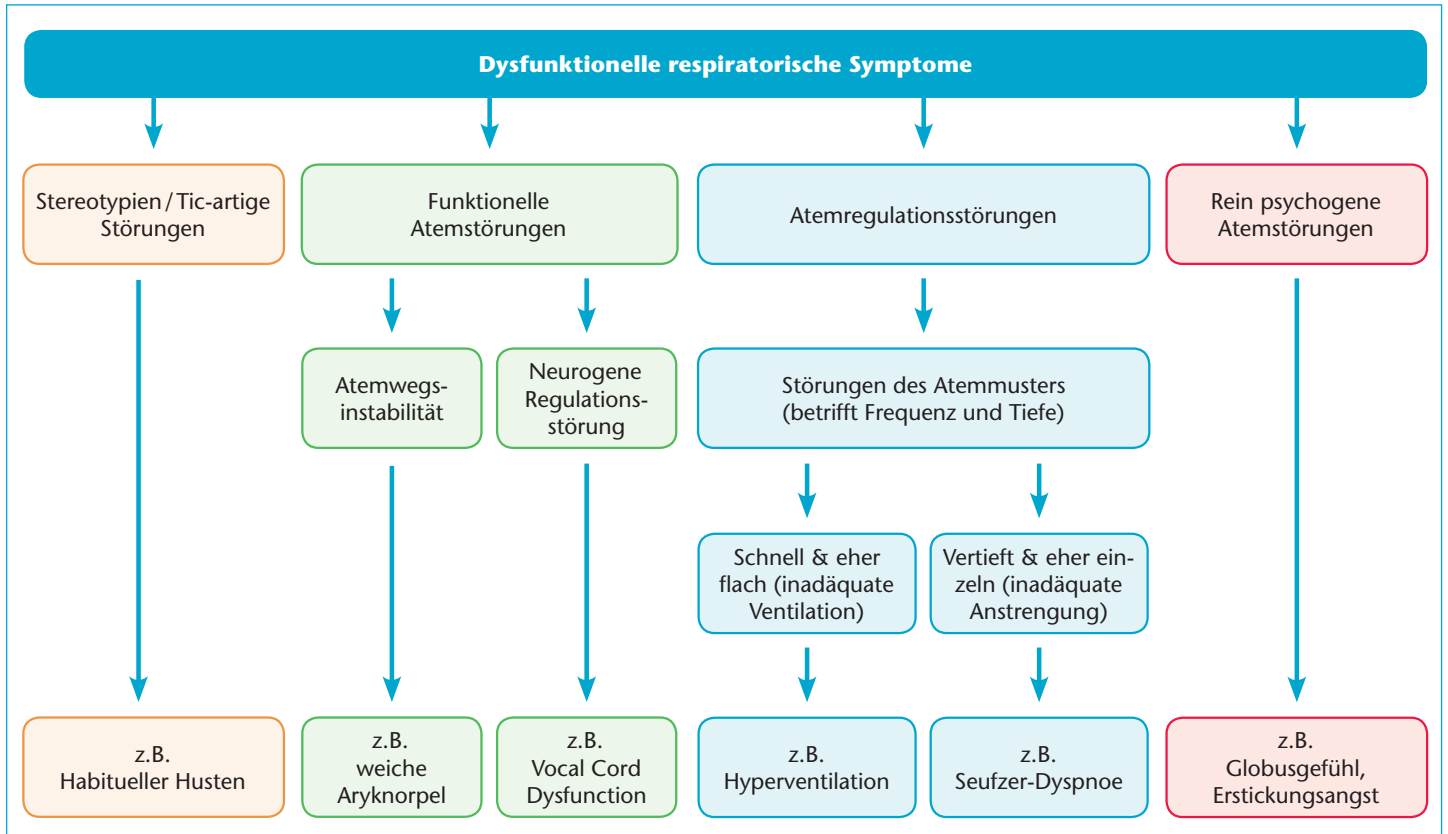 Dysfunktionelle respiratorische Symptome
Stereotypien/Tic-artige
Störungen
Funktionelle
Atemstörungen
Atemregulationsstörungen
Rein psychogene
Atemstörungen
Atemwegs-
instabilität
Neurogene
Regulations-
störung
Störungen des Atemmusters
(betrifft Frequenz und Tiefe)
Schnell & eher
flach (inadäquate
Ventilation)
Vertieft & eher ein-
zeln (inadäquate
Anstrengung)
z.B.
Habitueller Husten
z.B.
weiche
Aryknorpel
z.B.
Vocal Cord
Dysfunction
z.B.
Hyperventilation
z.B.
Seufzer-Dyspnoe
z.B.
Globusgefühl,
Erstickungsangst